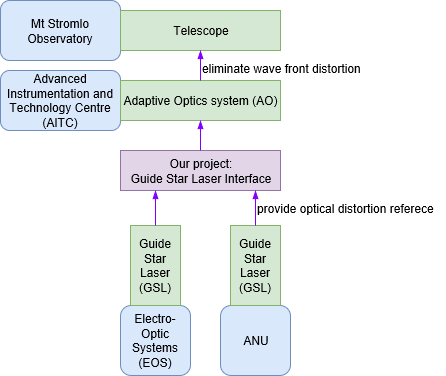 Mt Stromlo
Observatory
Telescope
eliminate wave front distortion
Advanced
Instrumentation and
Technology Centre
(AITC)
Adaptive Optics system (AO)
Our project:
Guide Star Laser Interface
provide optical distortion referece
Guide
Star
Laser
(GSL)
Guide
Star
Laser
(GSL)
Electro-
Optic
Systems
(EOS)
ANU